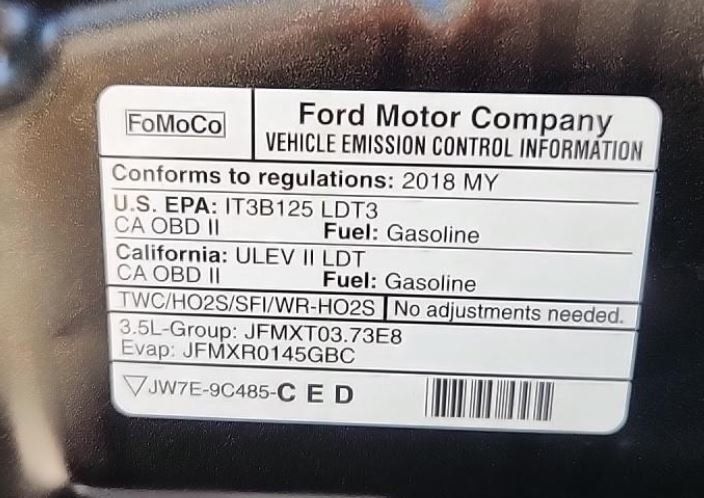 FoMoCo
Ford Motor Company
VEHICLE EMISSION CONTROL INFORMATION
Conforms to regulations: 2018 MY
U.S. EPA: IT3B125 LDT3
CA OBD II Fuel: Gasoline
California: ULEV II LDT
CA OBD II Fuel: Gasoline
TWC/HO2S/SFI/WR-HO2S No adjustments needed.
3.5L-Group: JFMXT03.73E8
Evap: JFMXR0145GBC
JW7E-9C485-C E D